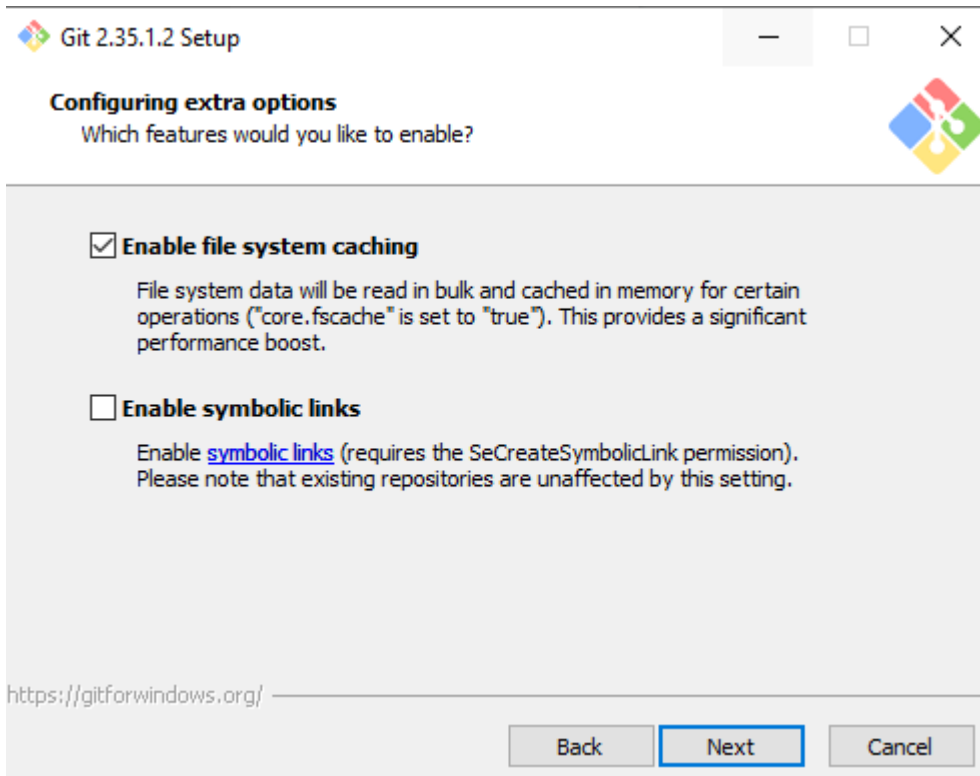 Git 2.35.1.2 Setup
Configuring extra options
Which features would you like to enable?
Enable file system caching
File system data will be read in bulk and cached in memory for certain
operations ("core.fscache" is set to "true"). This provides a significant
performance boost.
Enable symbolic links
Enable symbolic links (requires the SeCreateSymbolicLink permission).
Please note that existing repositories are unaffected by this setting.
https://gitforwindows.org/
Back Next Cancel